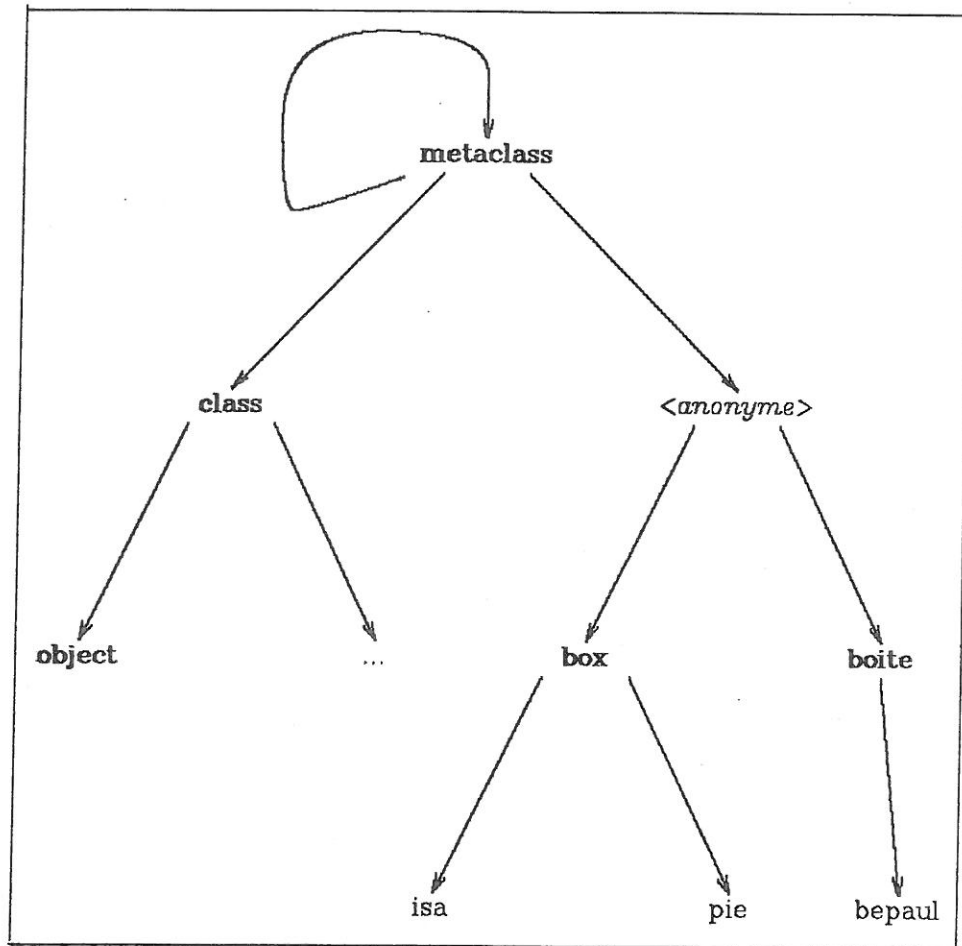 metaclass
class <anonyme>
object ... box boite
isa pie bepaul